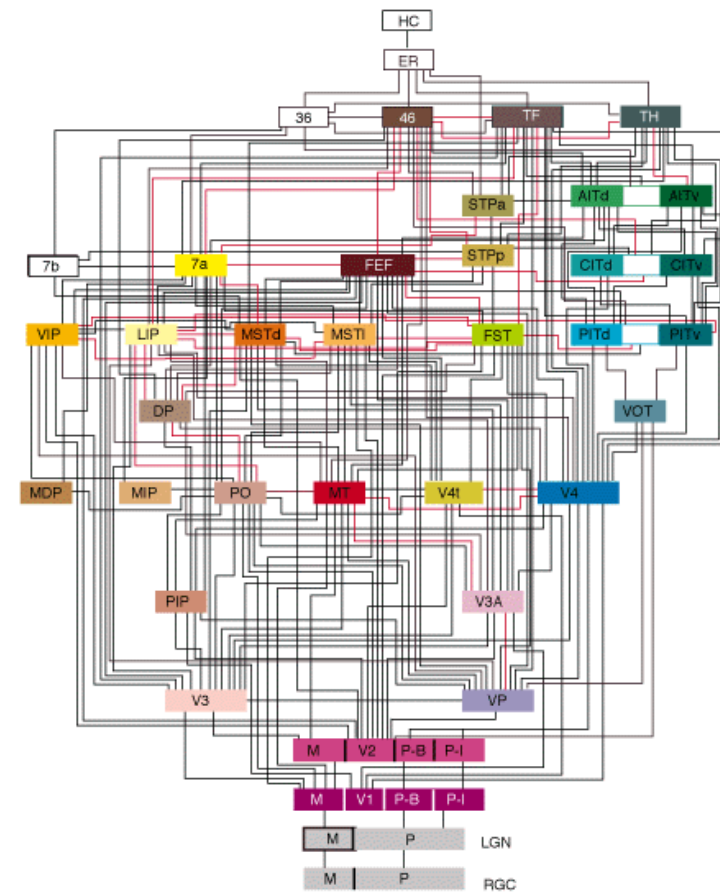 HC
ER
36 46 TF TH
STPa AITd AITv
7b 7a FEF STPp CITd CITv
VIP LIP MSTd MSTl FST PITd PITv
DP VOT
MDP MIP PO MT V4t V4
PIP V3A
V3 VP
M V2 P-B P-I
M V1 P-B P-I
M P LGN
M P RGC